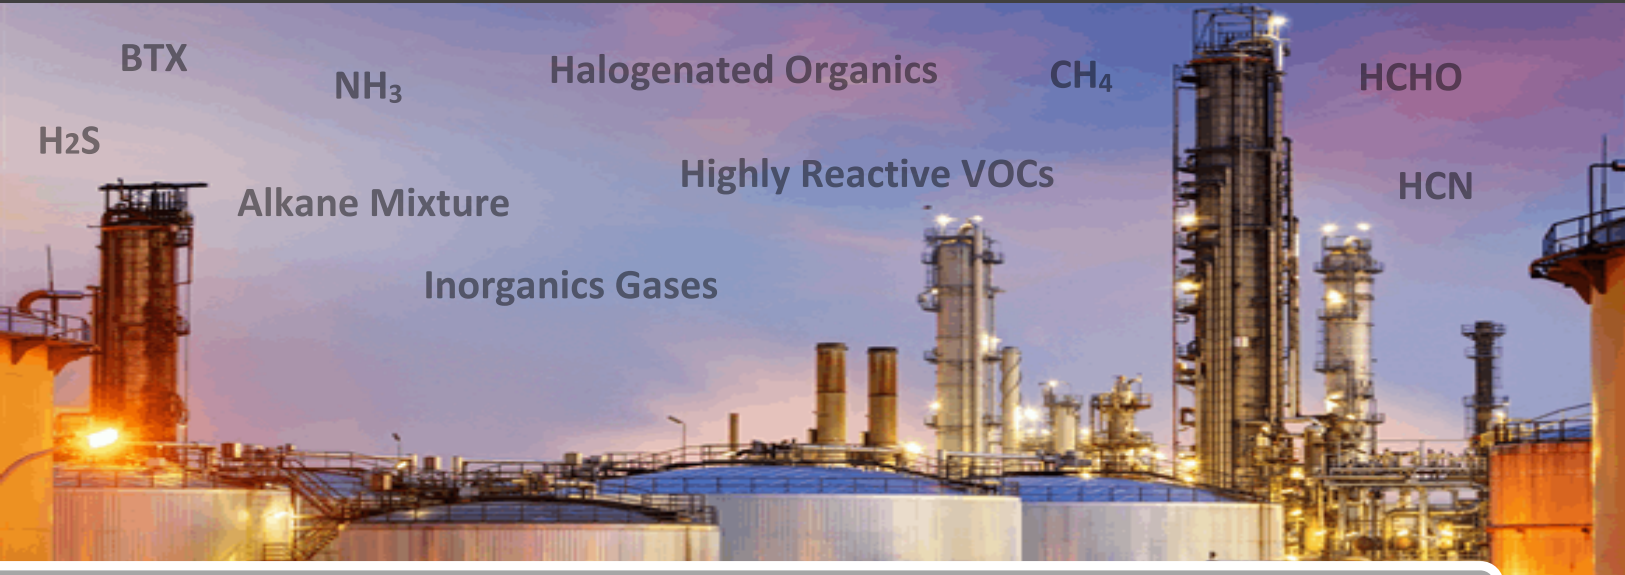 BTX
NH₃
Halogenated Organics
CH₄
HCHO
H2S
Highly Reactive VOCs
HCN
Alkane Mixture
Inorganics Gases